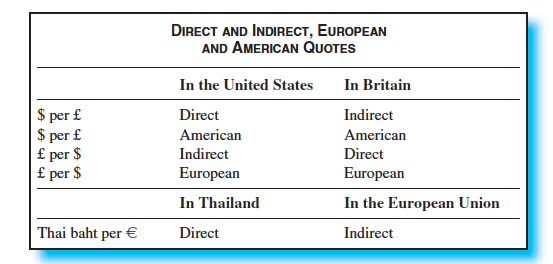 DIRECT AND INDIRECT, EUROPEAN
AND AMERICAN QUOTES
In the United States In Britain
$ per £ Direct Indirect
$ per £ American American
£ per $ Indirect Direct
£ per $ European European
In Thailand In the European Union
Thai baht per € Direct Indirect